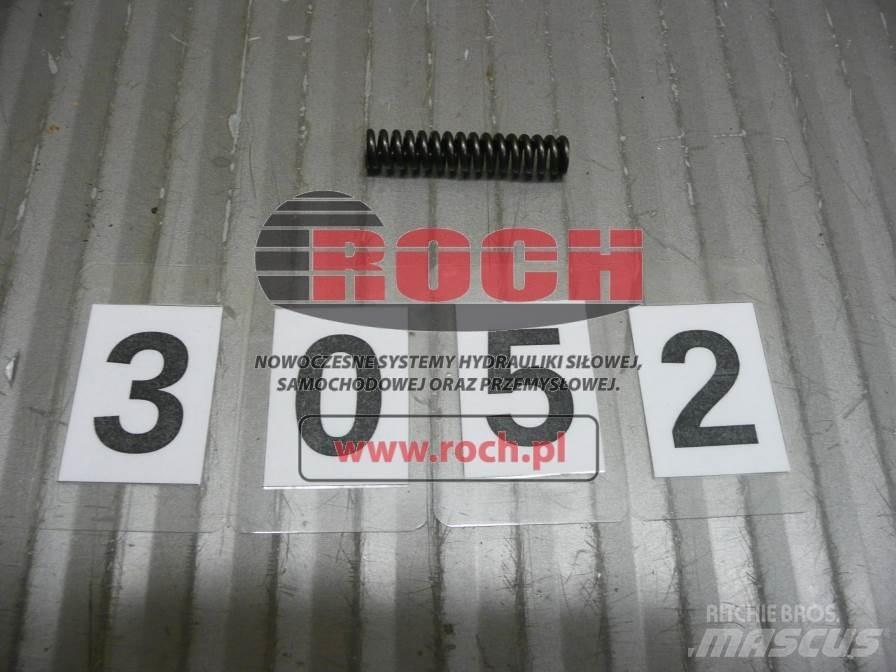 ROCH
3 0 5 2
NOWOCZESNE SYSTEMY HYDRAULIKI SIŁOWEJ,
SAMOCHODOWEJ ORAZ PRZEMYSŁOWEJ.
www.roch.pl
RITCHIE BROS.
MASCUS